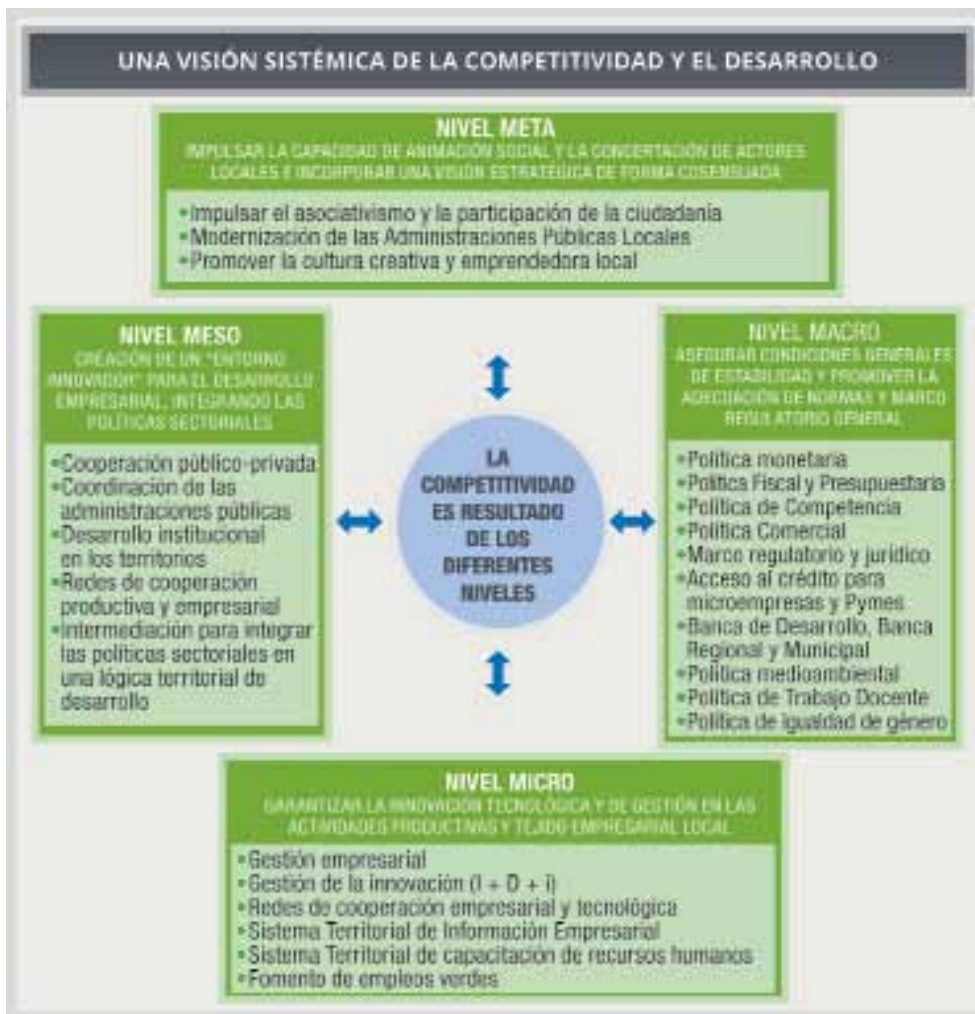 UNA VISIÓN SISTÉMICA DE LA COMPETITIVIDAD Y EL DESARROLLO
NIVEL META
IMPULSAR LA CAPACIDAD DE ANIMACIÓN SOCIAL Y LA CONCERTACIÓN DE ACTORES
LOCALES E INCORPORAR UNA VISIÓN ESTRATÉGICA DE FORMA COSENSUADA
•Impulsar el asociativismo y la participación de la ciudadanía
•Modernización de las Administraciones Públicas Locales
•Promover la cultura creativa y emprendedora local
NIVEL MESO
CREACIÓN DE UN "ENTORNO
INNOVADOR" PARA EL DESARROLLO
EMPRESARIAL, INTEGRANDO LAS
POLÍTICAS SECTORIALES
•Cooperación público-privada
•Coordinación de las
administraciones públicas
•Desarrollo institucional
en los territorios
•Redes de cooperación
productiva y empresarial
•Intermediación para integrar
las políticas sectoriales en
una lógica territorial de
desarrollo
LA
COMPETITIVIDAD
ES RESULTADO
DE LOS
DIFERENTES
NIVELES
NIVEL MACRO
ASEGURAR CONDICIONES GENERALES
DE ESTABILIDAD Y PROMOVER LA
ADECUACIÓN DE NORMAS Y MARCO
REGULATORIO GENERAL
•Política monetaria
•Política Fiscal y Presupuestaria
•Política de Competencia
•Política Comercial
•Marco regulatorio y jurídico
•Acceso al crédito para
microempresas y Pymes
•Banca de Desarrollo, Banca
Regional y Municipal
•Política medioambiental
•Política de Trabajo Docente
•Política de igualdad de género
NIVEL MICRO
GARANTIZAR LA INNOVACIÓN TECNOLÓGICA Y DE GESTIÓN EN LAS
ACTIVIDADES PRODUCTIVAS Y TEJIDO EMPRESARIAL LOCAL
•Gestión empresarial
•Gestión de la innovación (I + D + i)
•Redes de cooperación empresarial y tecnológica
•Sistema Territorial de Información Empresarial
•Sistema Territorial de capacitación de recursos humanos
•Fomento de empleos verdes